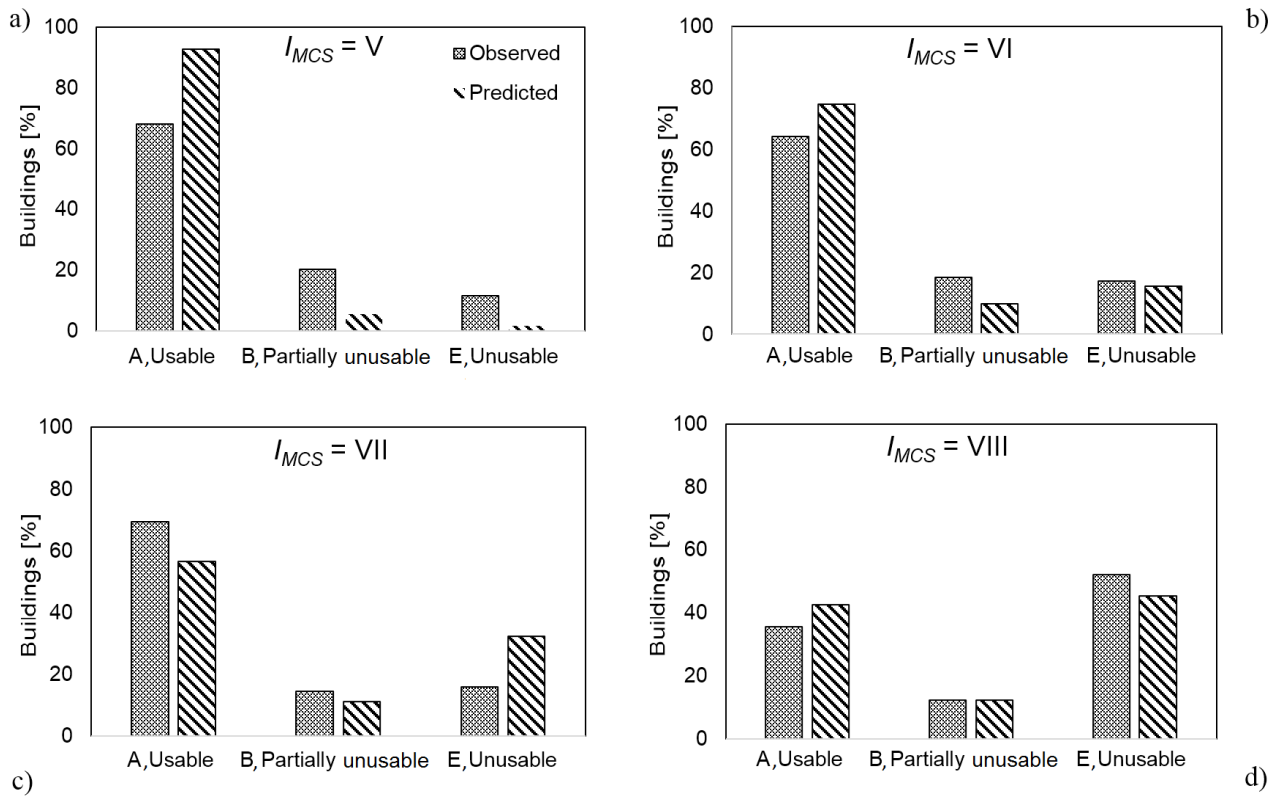 a)
100
80
60
40
20
0
Buildings [%]
I_MCS = V
Observed
Predicted
A,Usable B,Partially unusable E,Unusable
b)
100
80
60
40
20
0
Buildings [%]
I_MCS = VI
A,Usable B,Partially unusable E,Unusable
c)
100
80
60
40
20
0
Buildings [%]
I_MCS = VII
A,Usable B,Partially unusable E,Unusable
d)
100
80
60
40
20
0
Buildings [%]
I_MCS = VIII
A,Usable B,Partially unusable E,Unusable